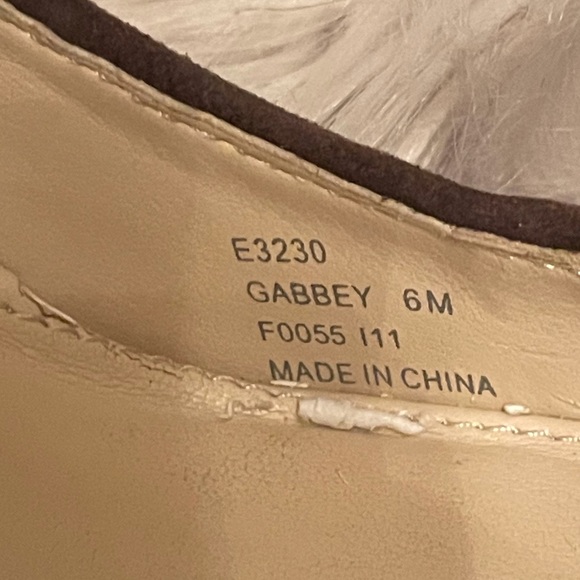 E3230
GABBEY 6M
F0055 I11
MADE IN CHINA